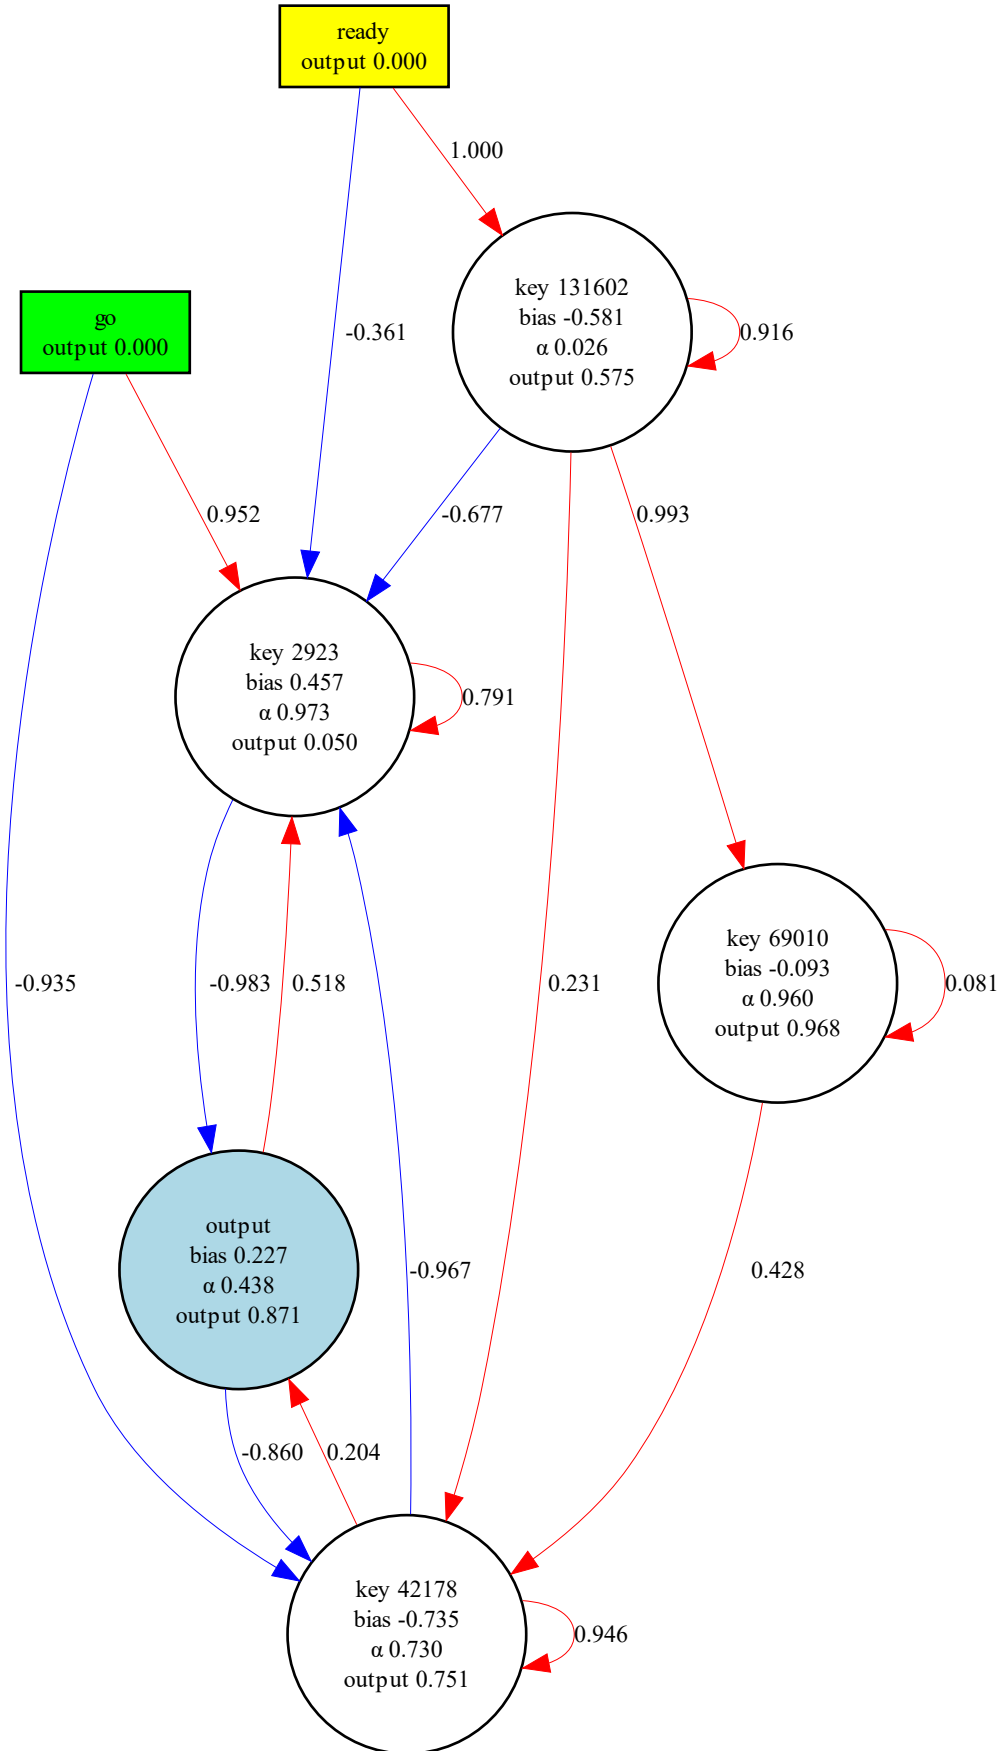 ready
output 0.000
1.000
key 131602
bias -0.581
α 0.026
output 0.575
0.916
go
output 0.000
-0.361
0.952
-0.677
0.993
key 2923
bias 0.457
α 0.973
output 0.050
0.791
key 69010
bias -0.093
α 0.960
output 0.968
0.081
-0.935
-0.983
0.518
0.231
output
bias 0.227
α 0.438
output 0.871
-0.967
0.428
-0.860
0.204
key 42178
bias -0.735
α 0.730
output 0.751
0.946